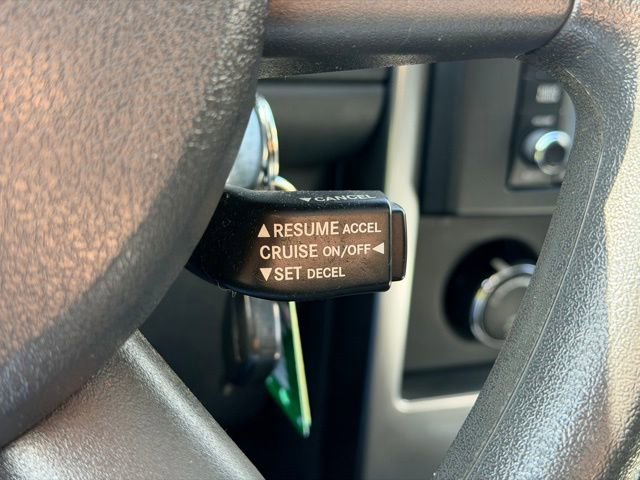 ▼CANCEL
▲RESUME ACCEL
CRUISE ON/OFF◀
▼SET DECEL